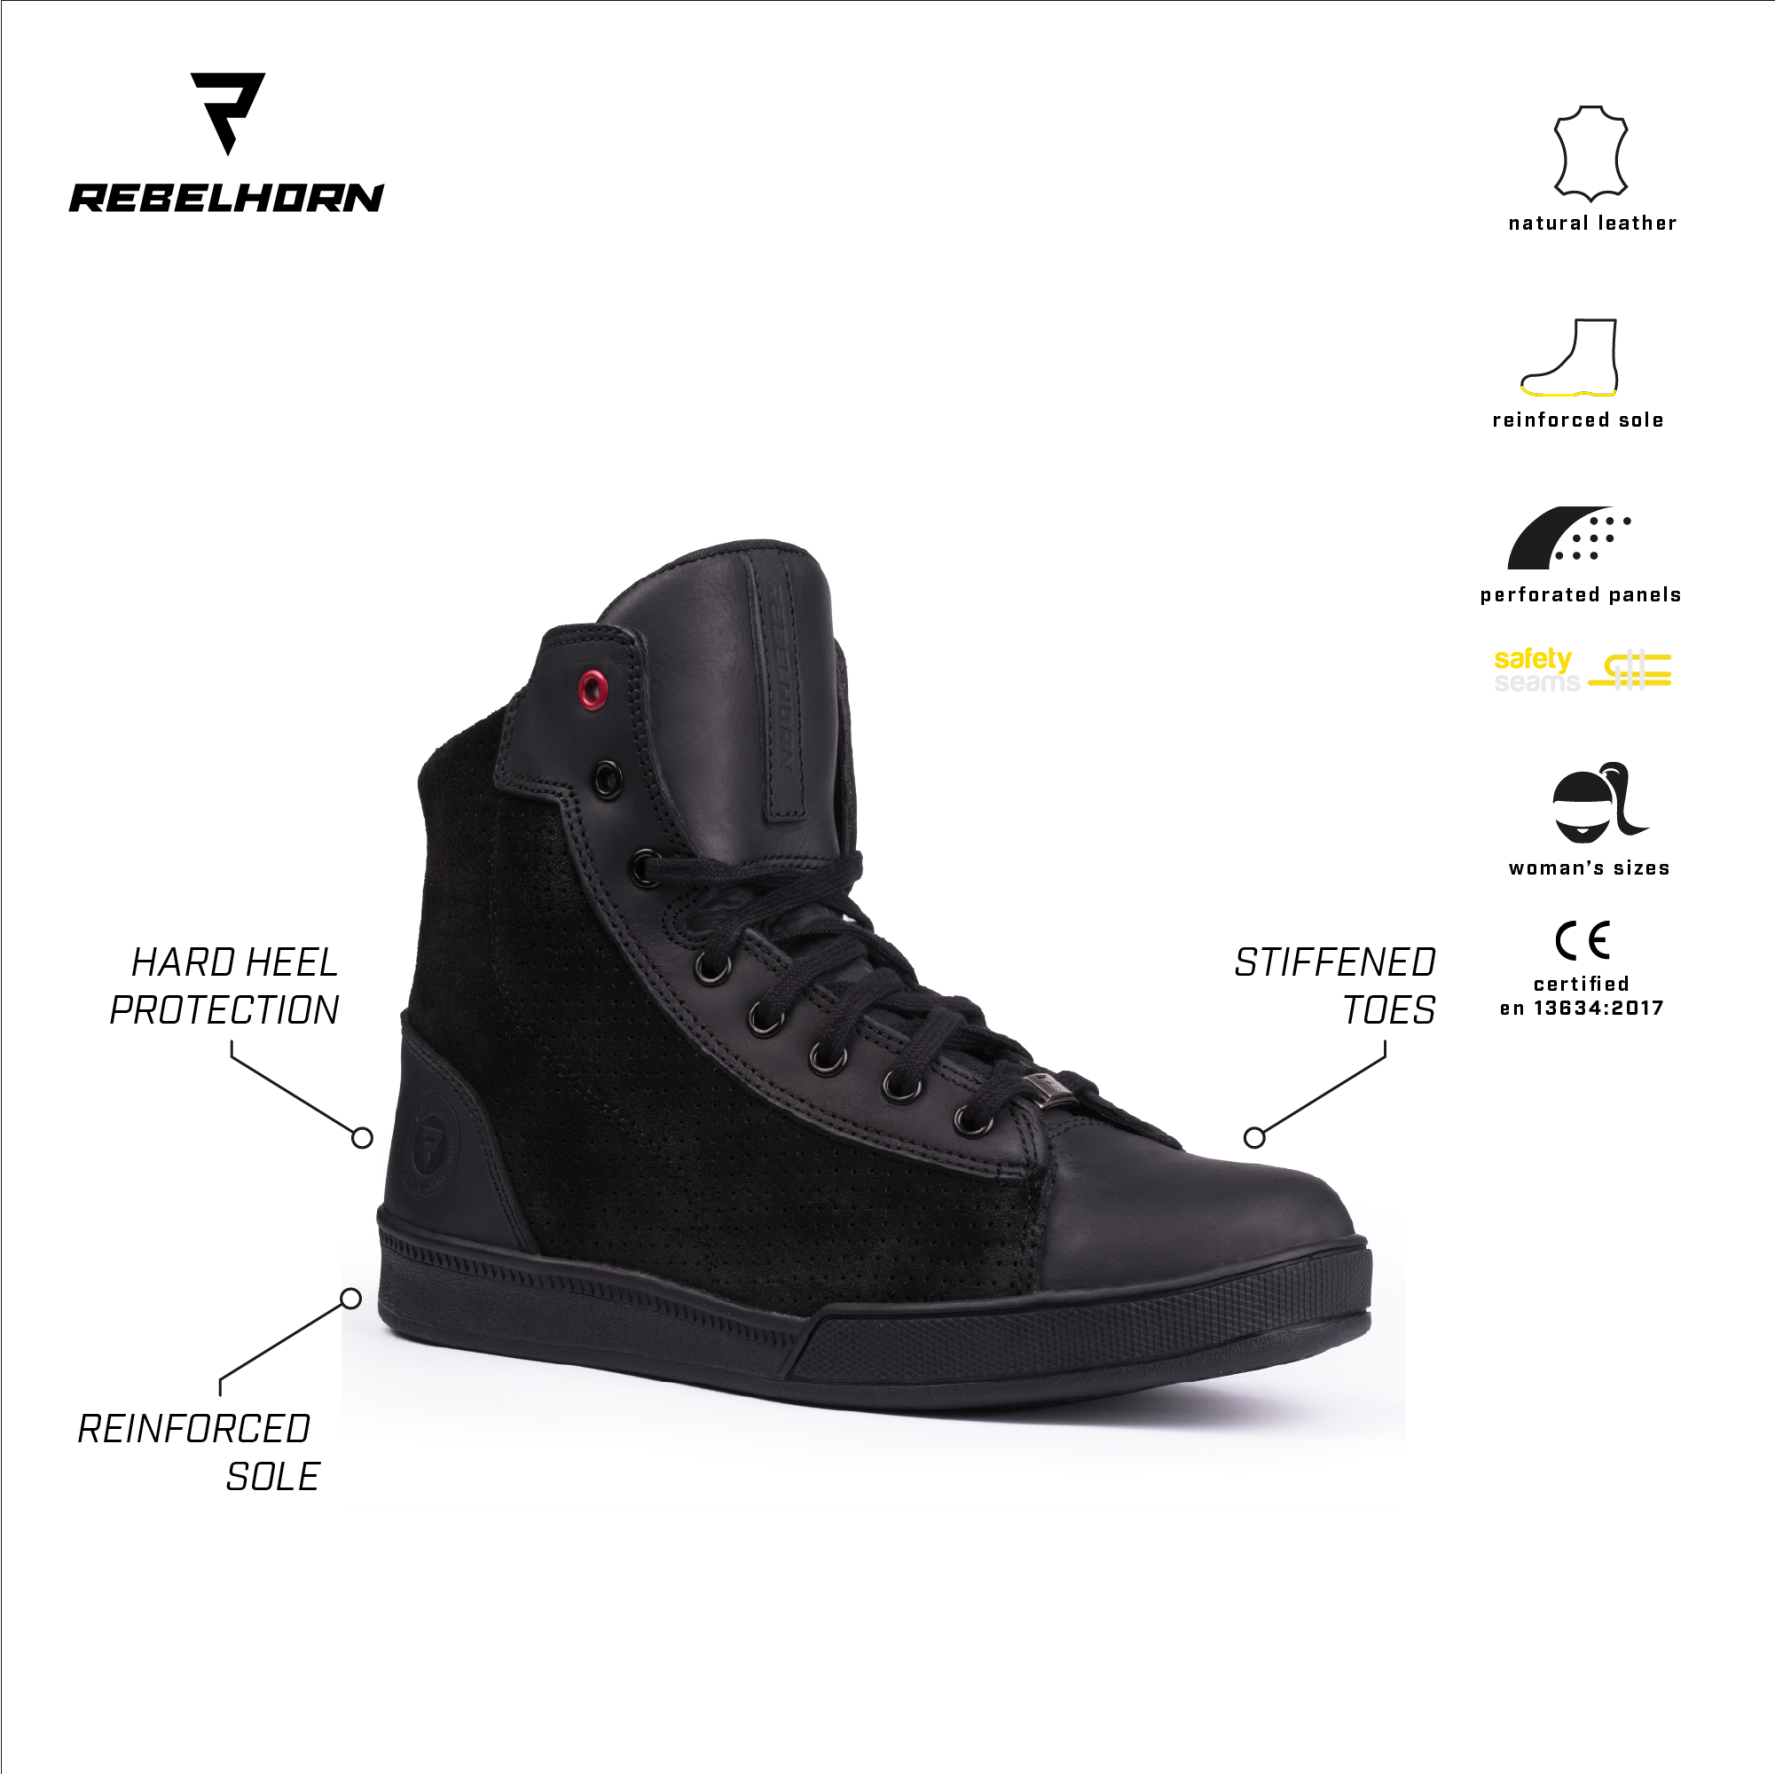 REBELHORN
natural leather
reinforced sole
perforated panels
safety
seams
woman's sizes
CE
certified
en 13634:2017
HARD HEEL
PROTECTION
STIFFENED
TOES
REINFORCED
SOLE
REBELHORN